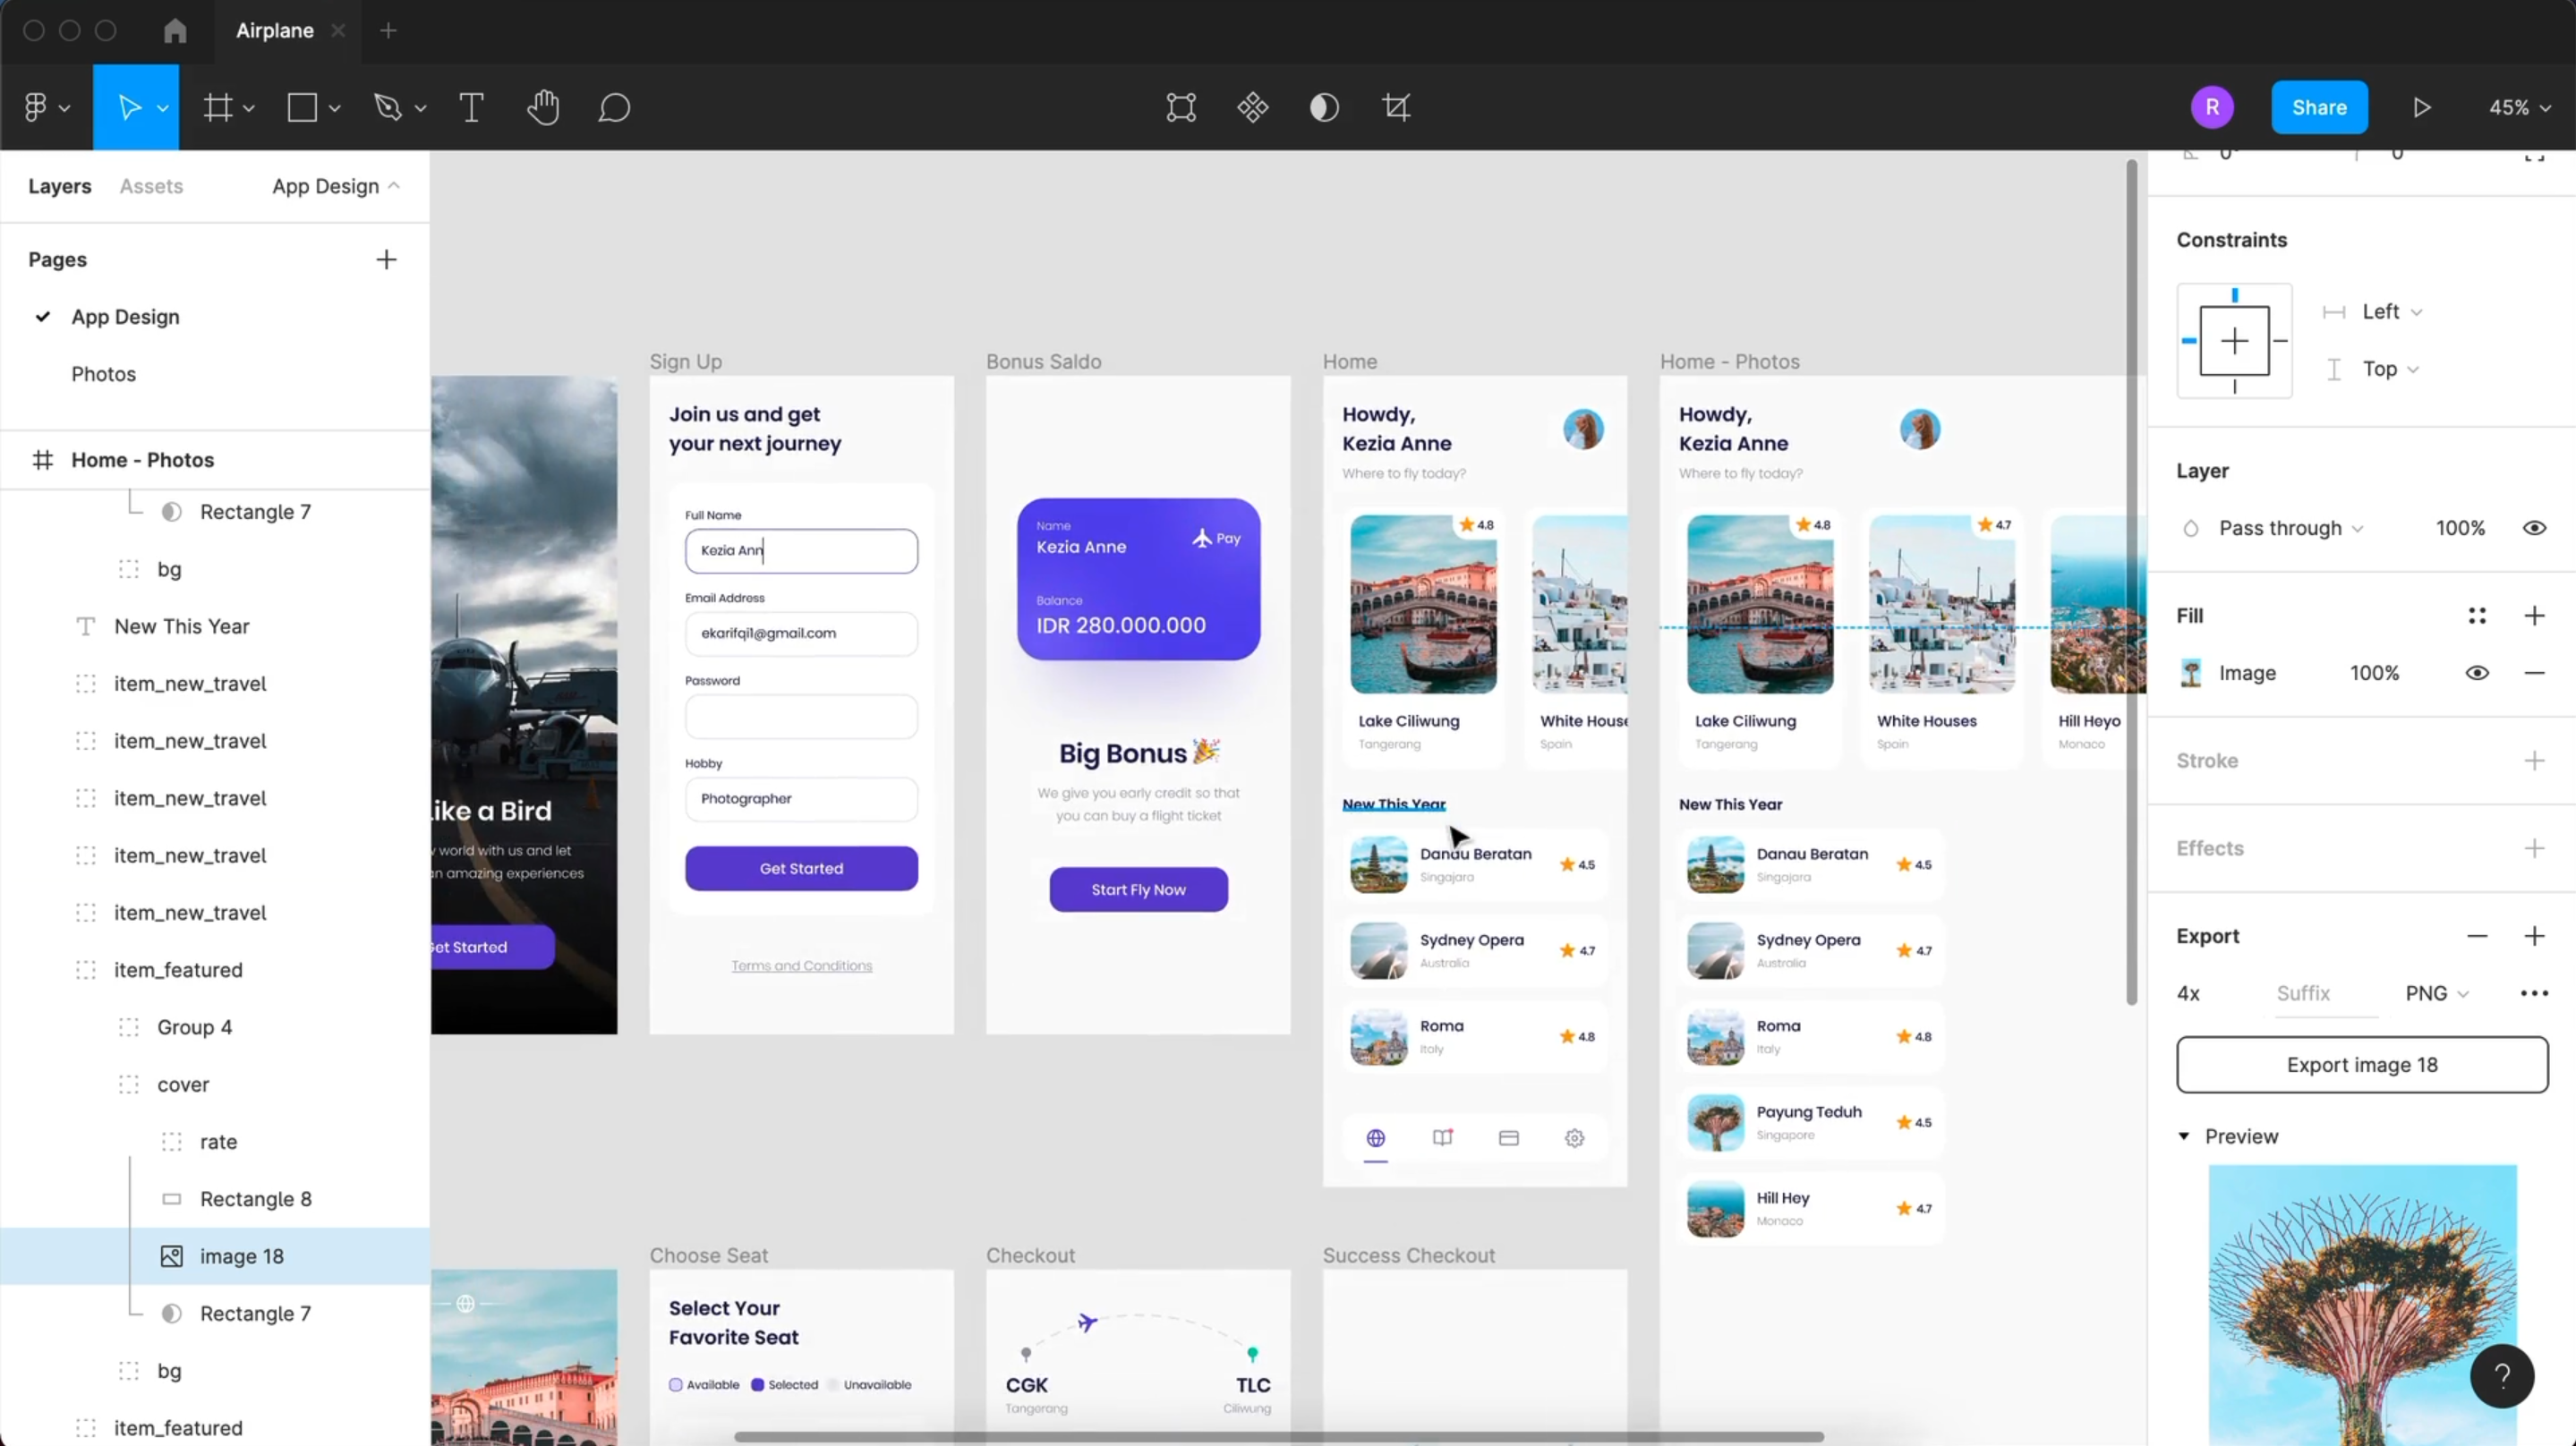 Airplane
R
Share
45%
Layers
Assets
App Design
Pages
App Design
Photos
Home - Photos
Rectangle 7
bg
New This Year
item_new_travel
item_new_travel
item_new_travel
item_new_travel
item_new_travel
item_featured
Group 4
cover
rate
Rectangle 8
image 18
Rectangle 7
bg
item_featured
ike a Bird
world with us and let
n amazing experiences
et Started
Sign Up
Join us and get
your next journey
Full Name
Kezia Ann
Email Address
ekarifqi1@gmail.com
Password
Hobby
Photographer
Get Started
Terms and Conditions
Bonus Saldo
Name
Kezia Anne
Pay
Balance
IDR 280.000.000
Big Bonus 🎉
We give you early credit so that
you can buy a flight ticket
Start Fly Now
Home
Howdy,
Kezia Anne
Where to fly today?
4.8
Lake Ciliwung
Tangerang
White House
Spain
New This Year
Danau Beratan
Singajara
4.5
Sydney Opera
Australia
4.7
Roma
Italy
4.8
Home - Photos
Howdy,
Kezia Anne
Where to fly today?
4.8
4.7
Lake Ciliwung
Tangerang
White Houses
Spain
Hill Heyo
Monaco
New This Year
Danau Beratan
Singajara
4.5
Sydney Opera
Australia
4.7
Roma
Italy
4.8
Payung Teduh
Singapore
4.5
Hill Hey
Monaco
4.7
Choose Seat
Select Your
Favorite Seat
Available
Selected
Unavailable
Checkout
CGK
Tangerang
TLC
Ciliwung
Success Checkout
Constraints
Left
Top
Layer
Pass through
100%
Fill
Image
100%
Stroke
Effects
Export
4x
Suffix
PNG
Export image 18
Preview
?